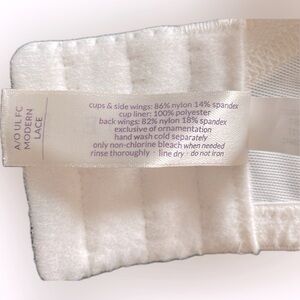 A/O UL FC
MODERN
LACE
cups & side wings: 86% nylon 14% spandex
cup liner: 100% polyester
back wings: 82% nylon 18% spandex
exclusive of ornamentation
hand wash cold separately
only non-chlorine bleach when needed
rinse thoroughly · line dry · do not iron